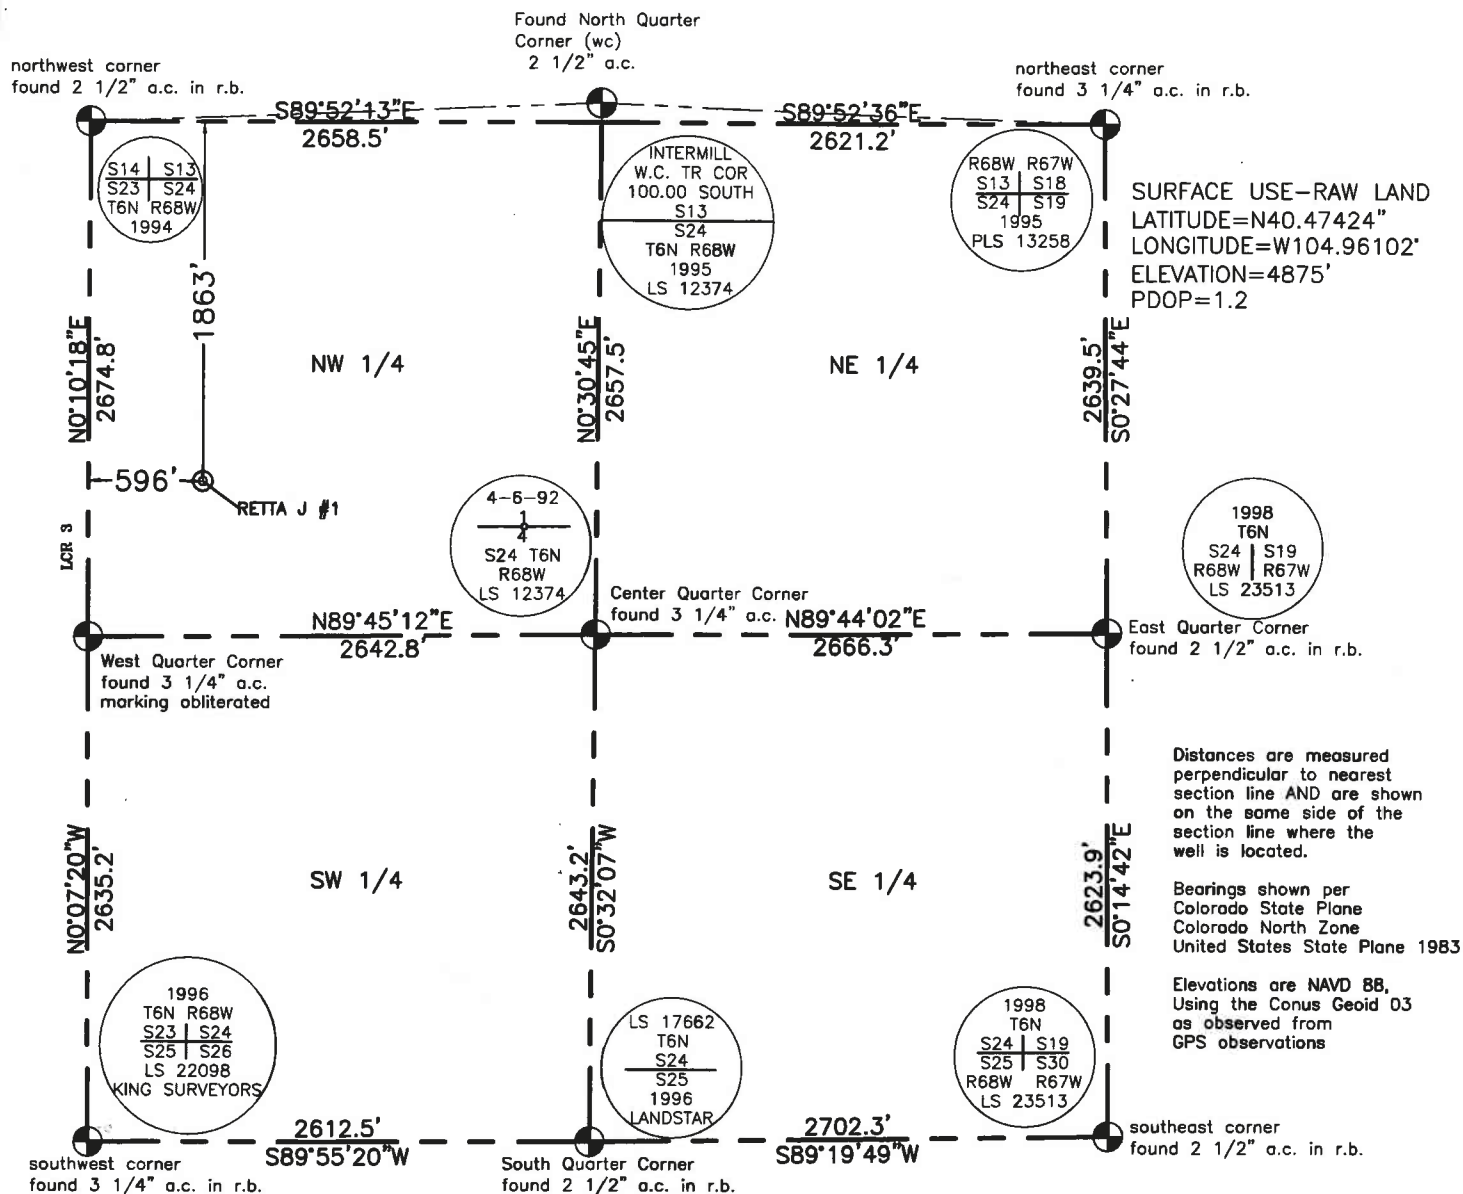 Found North Quarter
Corner (wc)
2 1/2" a.c.
northwest corner
found 2 1/2" a.c. in r.b.
northeast corner
found 3 1/4" a.c. in r.b.
S89°52'13"E
2658.5'
S89°52'36"E
2621.2'
S14 S13
S23 S24
T6N R68W
1994
INTERMILL
W.C. TR COR
100.00 SOUTH
S13
S24
T6N R68W
1995
LS 12374
R68W R67W
S13 S18
S24 S19
1995
PLS 13258
SURFACE USE-RAW LAND
LATITUDE=N40.47424"
LONGITUDE=W104.96102°
ELEVATION=4875'
PDOP=1.2
1863'
N0°10'18"E
2674.8'
NW 1/4
N0°30'45"E
2657.5'
NE 1/4
2639.5'
S0°27'44"E
596'
RETTA J #1
LCR 3
4-6-92
1
4
S24 T6N
R68W
LS 12374
1998
T6N
S24 S19
R68W R67W
LS 23513
Center Quarter Corner
found 3 1/4" a.c.
N89°45'12"E
2642.8'
N89°44'02"E
2666.3'
East Quarter Corner
found 2 1/2" a.c. in r.b.
West Quarter Corner
found 3 1/4" a.c.
marking obliterated
Distances are measured
perpendicular to nearest
section line AND are shown
on the same side of the
section line where the
well is located.
N0°07'20"W
2635.2'
SW 1/4
2643.2'
S0°32'07"W
SE 1/4
2623.9'
S0°14'42"E
Bearings shown per
Colorado State Plane
Colorado North Zone
United States State Plane 1983
Elevations are NAVD 88,
Using the Conus Geoid 03
as observed from
GPS observations
1996
T6N R68W
S23 S24
S25 S26
LS 22098
KING SURVEYORS
LS 17662
T6N
S24
S25
1996
LANDSTAR
1998
T6N
S24 S19
S25 S30
R68W R67W
LS 23513
2612.5'
S89°55'20"W
2702.3'
S89°19'49"W
southwest corner
found 3 1/4" a.c. in r.b.
South Quarter Corner
found 2 1/2" a.c. in r.b.
southeast corner
found 2 1/2" a.c. in r.b.